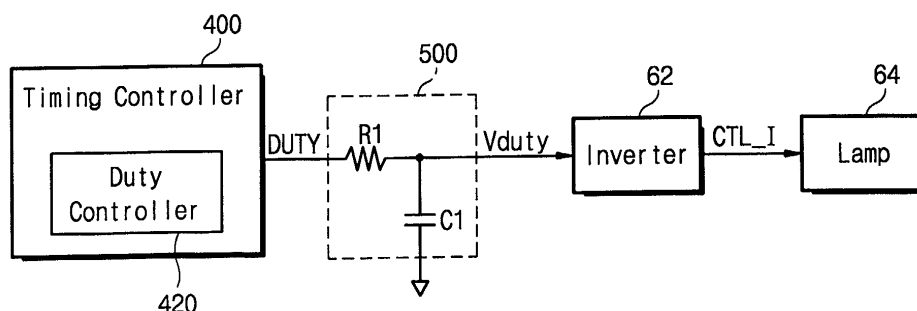 400
500
62
64
Timing Controller
DUTY
R1
Vduty
Inverter
CTL_I
Lamp
Duty
Controller
C1
420